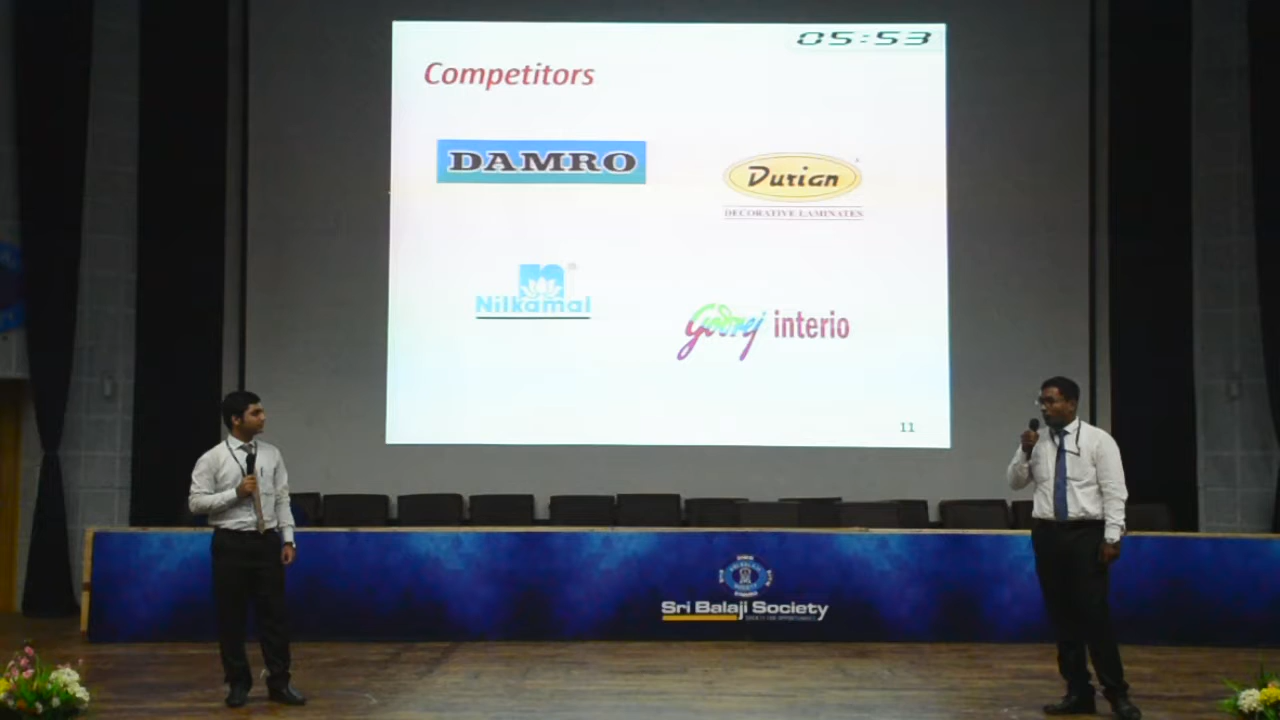 05:53
Competitors
DAMRO
Durian
DECORATIVE LAMINATES
Nilkamal
Godrej interio
11
Sri Balaji Society